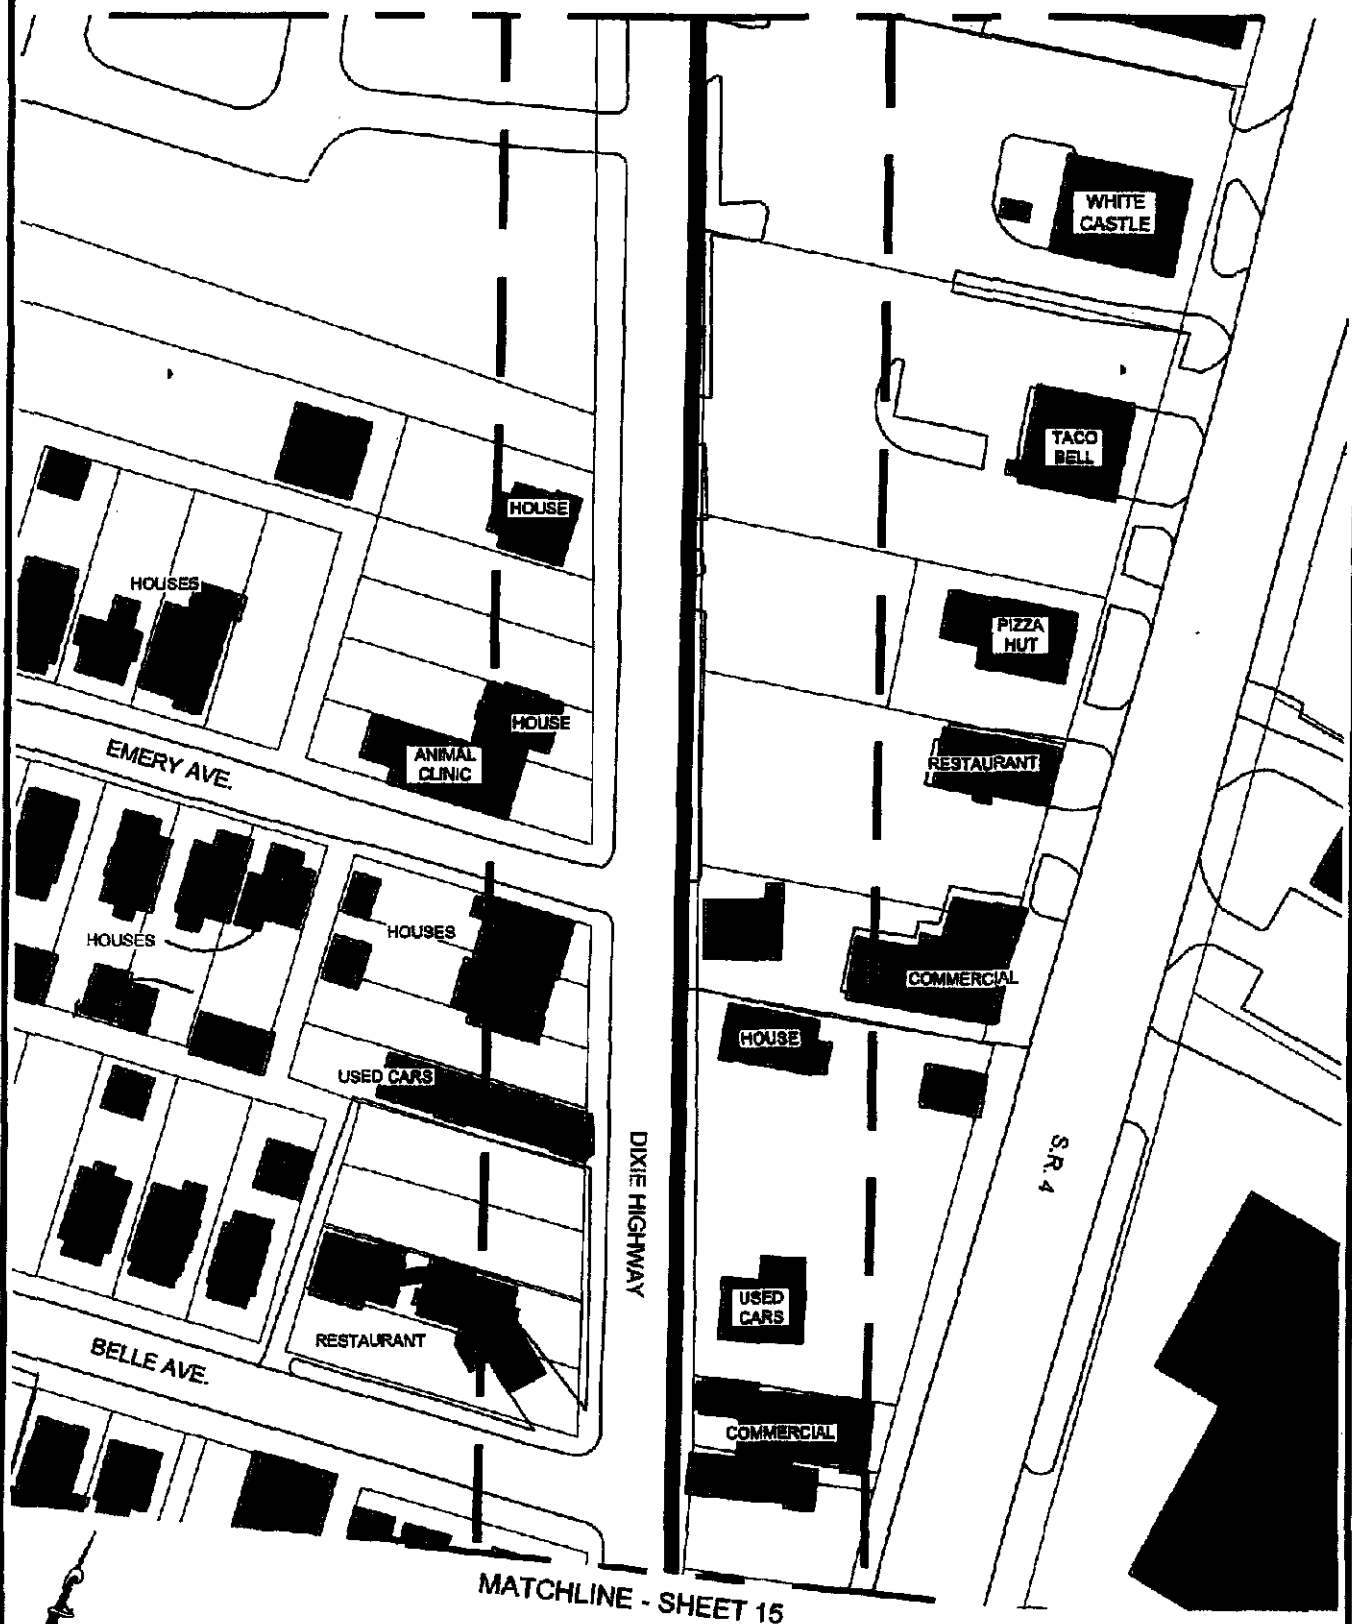 WHITE
CASTLE
TACO
BELL
HOUSE
HOUSES
PIZZA
HUT
HOUSE
ANIMAL
CLINIC
EMERY AVE.
RESTAURANT
HOUSES
HOUSES
COMMERCIAL
HOUSE
USED CARS
DIXIE HIGHWAY
S.R. 4
USED
CARS
RESTAURANT
BELLE AVE.
COMMERCIAL
MATCHLINE - SHEET 15